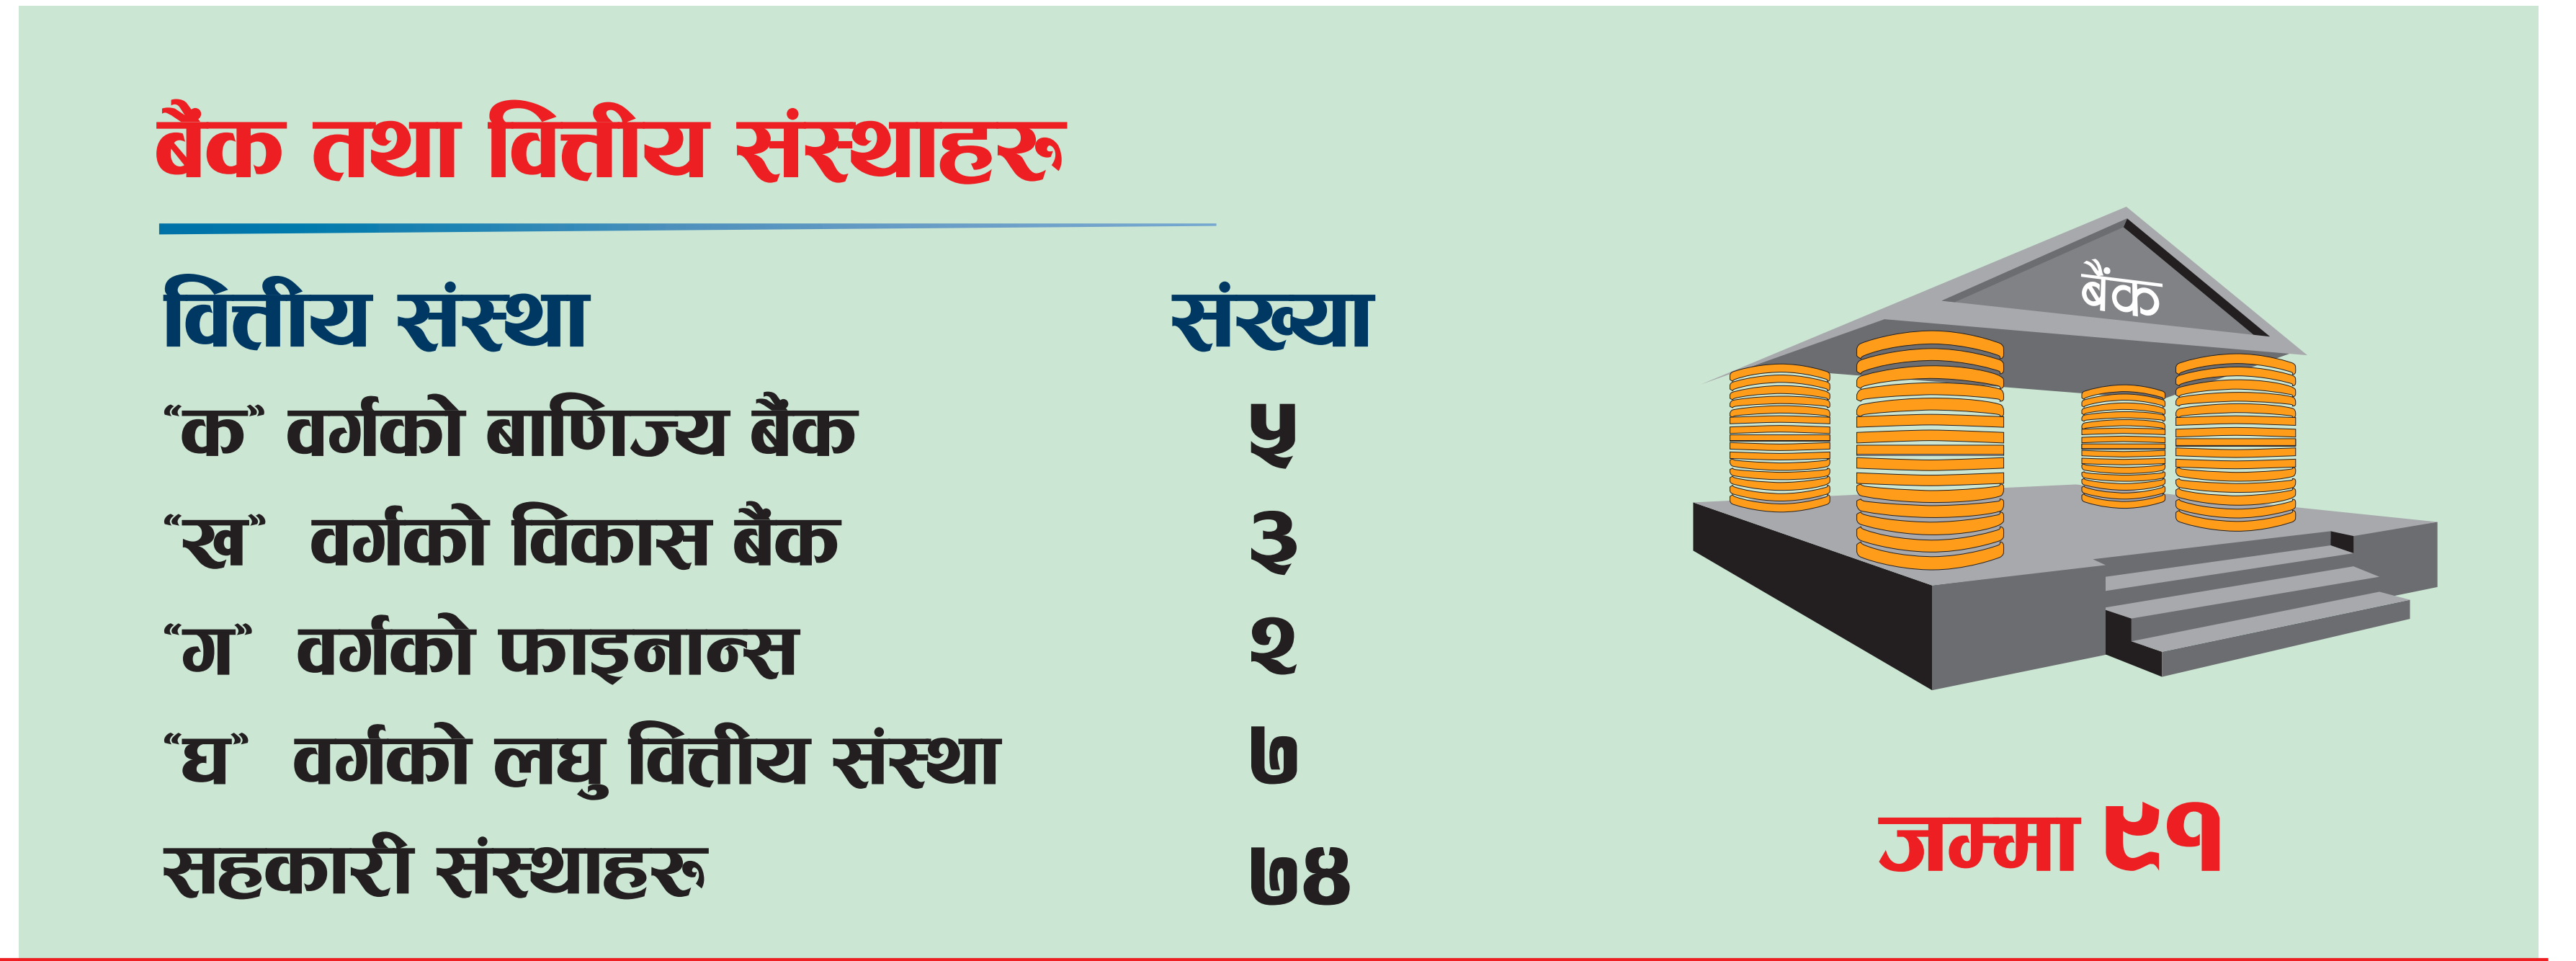 बैंक तथा वित्तीय संस्थाहरु
वित्तीय संस्था संख्या
“क” वर्गको बाणिज्य बैंक ५
“ख” वर्गको विकास बैंक ३
“ग” वर्गको फाइनान्स २
“घ” वर्गको लघु वित्तीय संस्था ७
सहकारी संस्थाहरु ७४
बैंक
जम्मा ९१